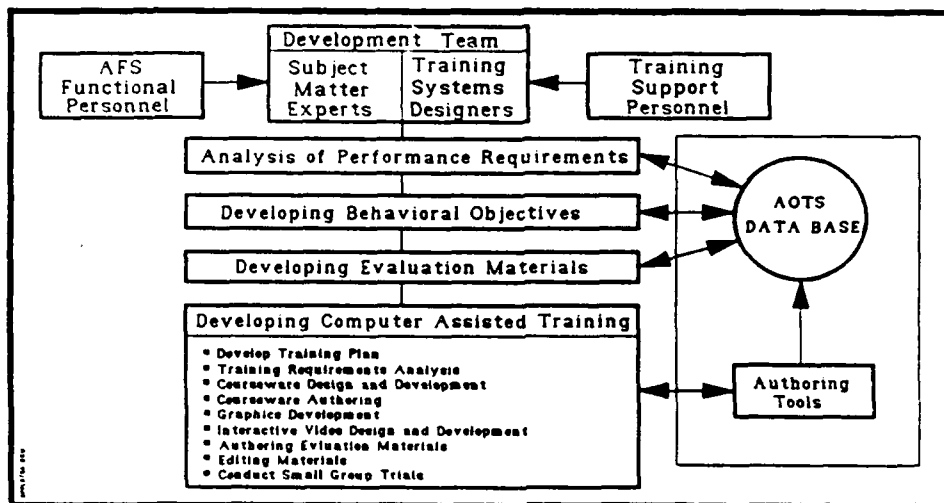 Development Team
AFS
Functional
Personnel
Subject
Matter
Experts
Training
Systems
Designers
Training
Support
Personnel
Analysis of Performance Requirements
Developing Behavioral Objectives
Developing Evaluation Materials
AOTS
DATA BASE
Developing Computer Assisted Training
▪ Develop Training Plan
▪ Training Requirements Analysis
▪ Courseware Design and Development
▪ Courseware Authoring
▪ Graphics Development
▪ Interactive Video Design and Development
▪ Authoring Evluation Materials
▪ Editing Materials
▪ Conduct Small Group Trials
Authoring
Tools